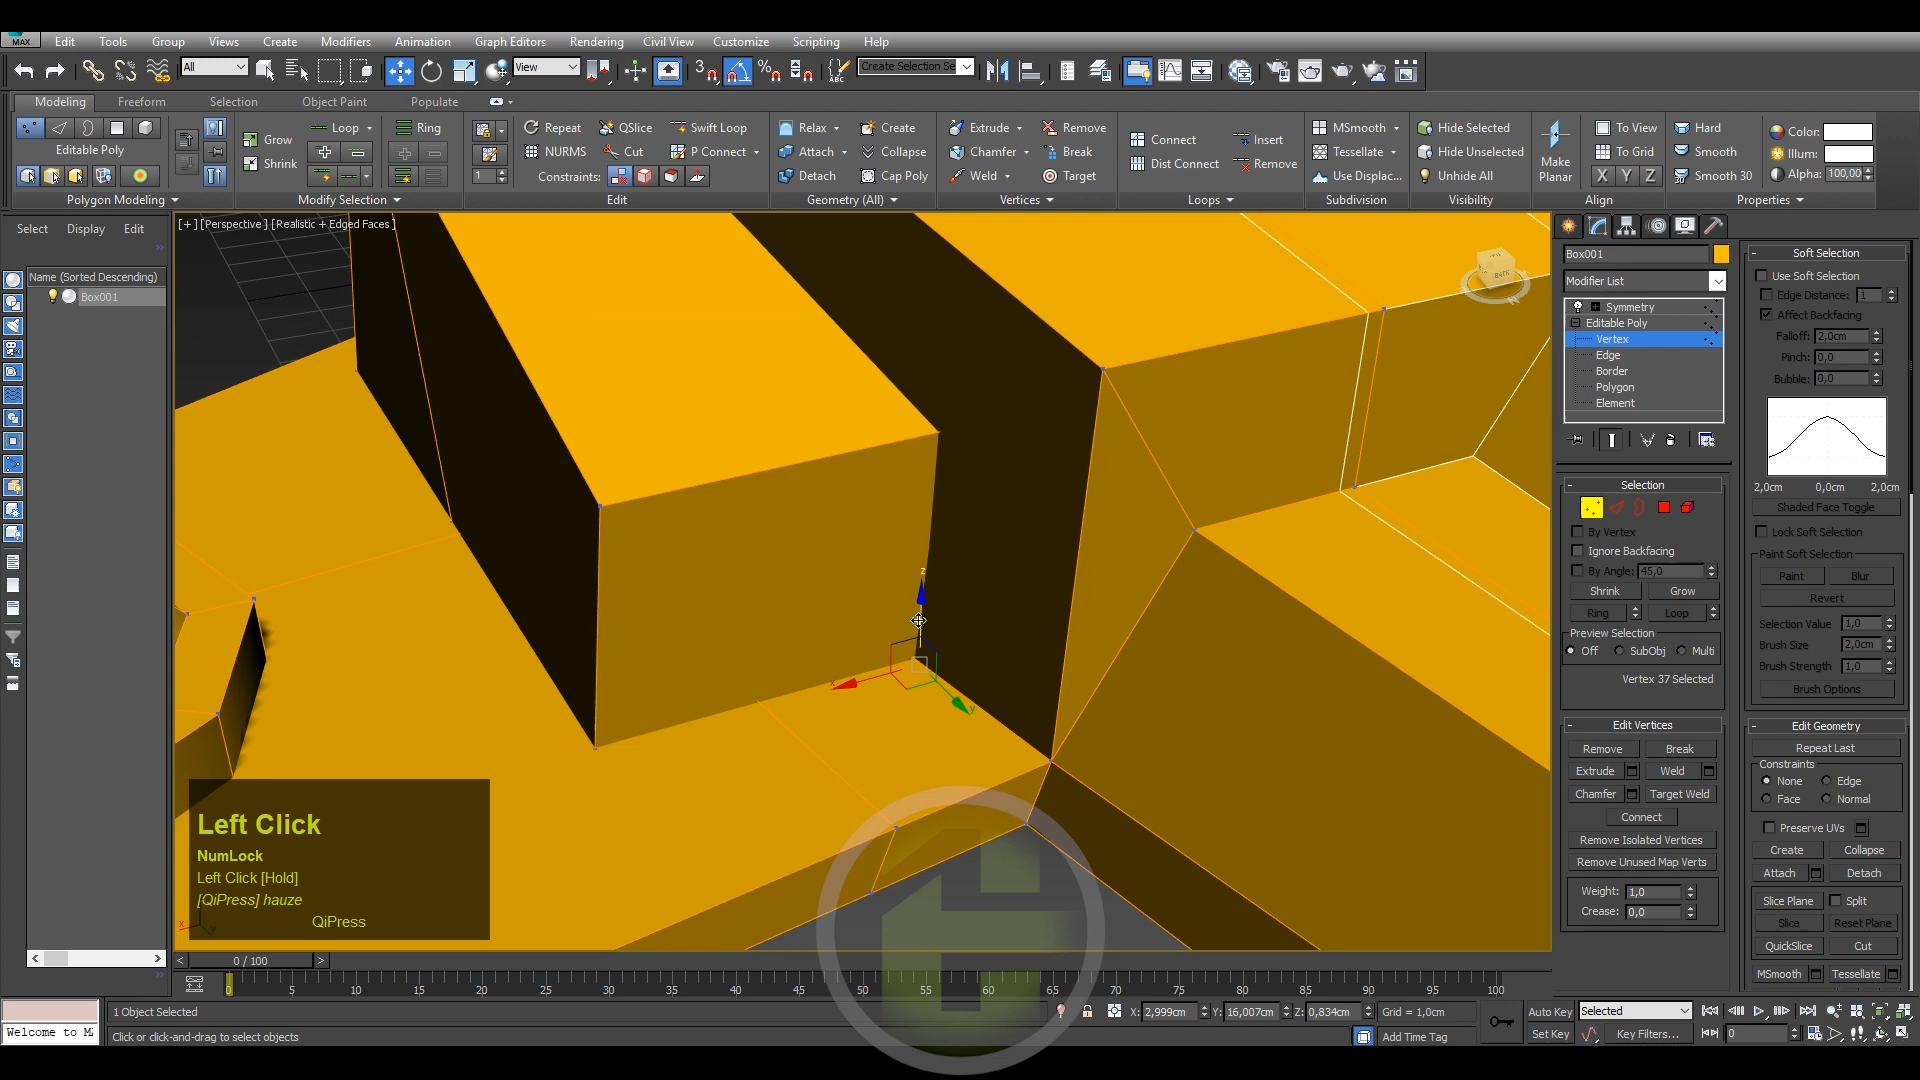 MAX Edit Tools Group Views Create Modifiers Animation Graph Editors Rendering Civil View Customize Scripting Help
All View 3 % ABC Create Selection Se
Modeling Freeform Selection Object Paint Populate
Grow Loop Ring Repeat QSlice Swift Loop Relax Create Extrude Remove MSmooth Hide Selected To View Hard Color:
Editable Poly NURMS Cut P Connect Attach Collapse Chamfer Break Connect Insert Tessellate Hide Unselected Make Planar To Grid Smooth Illum:
Shrink 1 Constraints: Detach Cap Poly Weld Target Dist Connect Remove Use Displac... Unhide All X Y Z Smooth 30 Alpha: 100,00
Polygon Modeling Modify Selection Edit Geometry (All) Vertices Loops Subdivision Visibility Align Properties
Select Display Edit
Name (Sorted Descending)
Box001
[+] [Perspective] [Realistic + Edged Faces]
BACK
z
x
y
Left Click
NumLock
Left Click [Hold]
[QiPress] hauze
QiPress
x y
Box001
Modifier List
Symmetry
Editable Poly
Vertex
Edge
Border
Polygon
Element
- Selection
By Vertex
Ignore Backfacing
By Angle: 45,0
Shrink Grow
Ring Loop
Preview Selection
Off SubObj Multi
Vertex 37 Selected
- Edit Vertices
Remove Break
Extrude Weld
Chamfer Target Weld
Connect
Remove Isolated Vertices
Remove Unused Map Verts
Weight: 1,0
Crease: 0,0
- Soft Selection
Use Soft Selection
Edge Distance: 1
Affect Backfacing
Falloff: 2,0cm
Pinch: 0,0
Bubble: 0,0
2,0cm 0,0cm 2,0cm
Shaded Face Toggle
Lock Soft Selection
Paint Soft Selection
Paint Blur
Revert
Selection Value 1,0
Brush Size 2,0cm
Brush Strength 1,0
Brush Options
- Edit Geometry
Repeat Last
Constraints
None Edge
Face Normal
Preserve UVs
Create Collapse
Attach Detach
Slice Plane Split
Slice Reset Plane
QuickSlice Cut
MSmooth Tessellate
< 0 / 100 >
0 5 10 15 20 25 30 35 40 45 50 55 60 65 70 75 80 85 90 95 100
1 Object Selected X: 2,999cm Y: 16,007cm Z: 0,834cm Grid = 1,0cm Auto Key Selected
Welcome to M Click or click-and-drag to select objects Add Time Tag Set Key Key Filters... 0